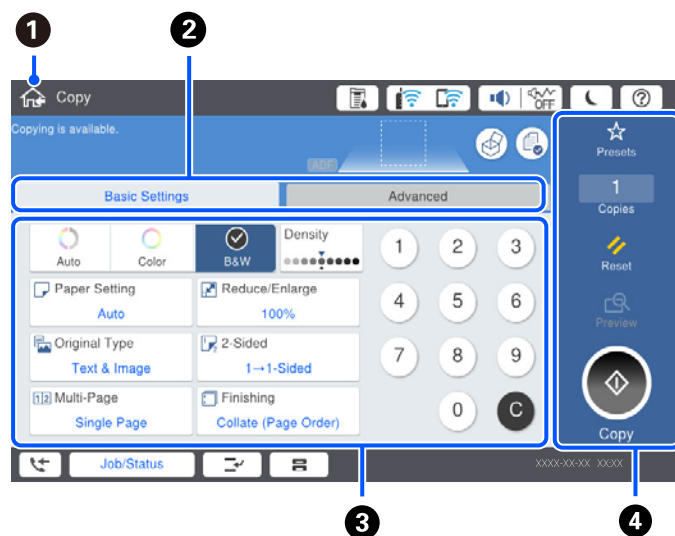 1 2
Copy OFF ?
Copying is available.
ADF
Presets
1
Copies
Basic Settings Advanced
Reset
Preview
Copy
Auto Color B&W Density
1 2 3
Paper Setting
Auto
Reduce/Enlarge
100%
4 5 6
Original Type
Text & Image
2-Sided
1→1-Sided
7 8 9
1 2 Multi-Page
Single Page
Finishing
Collate (Page Order)
0 C
Job/Status XXXX-XX-XX XX:XX
3 4